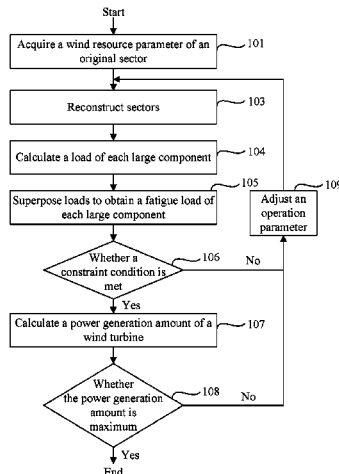 Start
Acquire a wind resource parameter of an
original sector
101
Reconstruct sectors
103
Calculate a load of each large component
104
105
Superpose loads to obtain a fatigue load of
each large component
109
Adjust an
operation
parameter
Whether a
constraint condition is
met
106
No
Yes
Calculate a power generation amount of a
wind turbine
107
Whether
the power generation
amount is
maximum
108
No
Yes
End